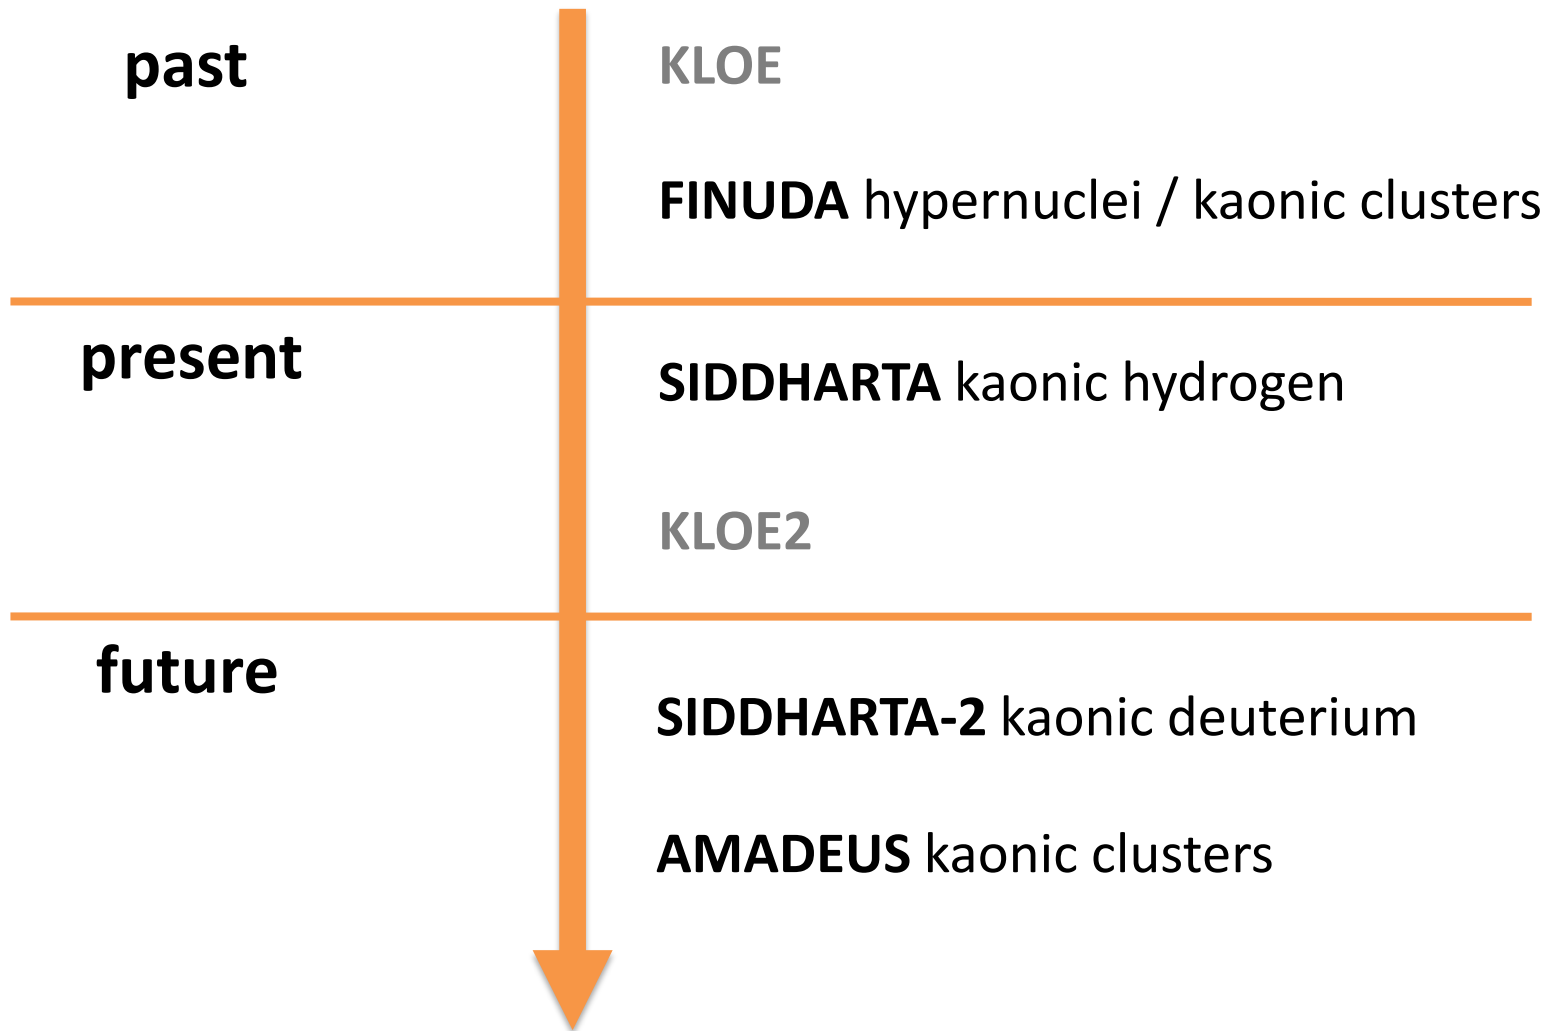 past
KLOE
FINUDA hypernuclei / kaonic clusters
present
SIDDHARTA kaonic hydrogen
KLOE2
future
SIDDHARTA-2 kaonic deuterium
AMADEUS kaonic clusters